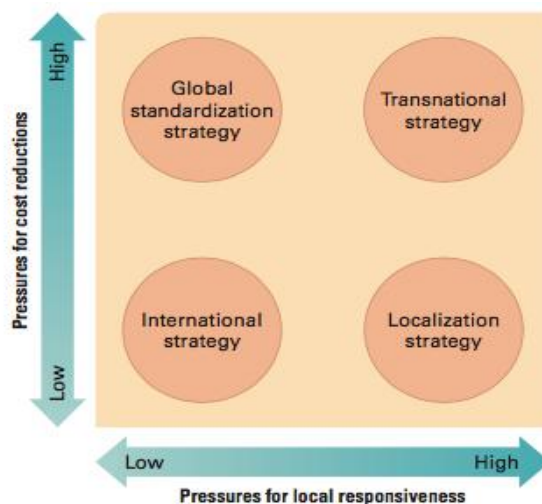 High
Pressures for cost reductions
Low
Global
standardization
strategy
Transnational
strategy
International
strategy
Localization
strategy
Low
High
Pressures for local responsiveness